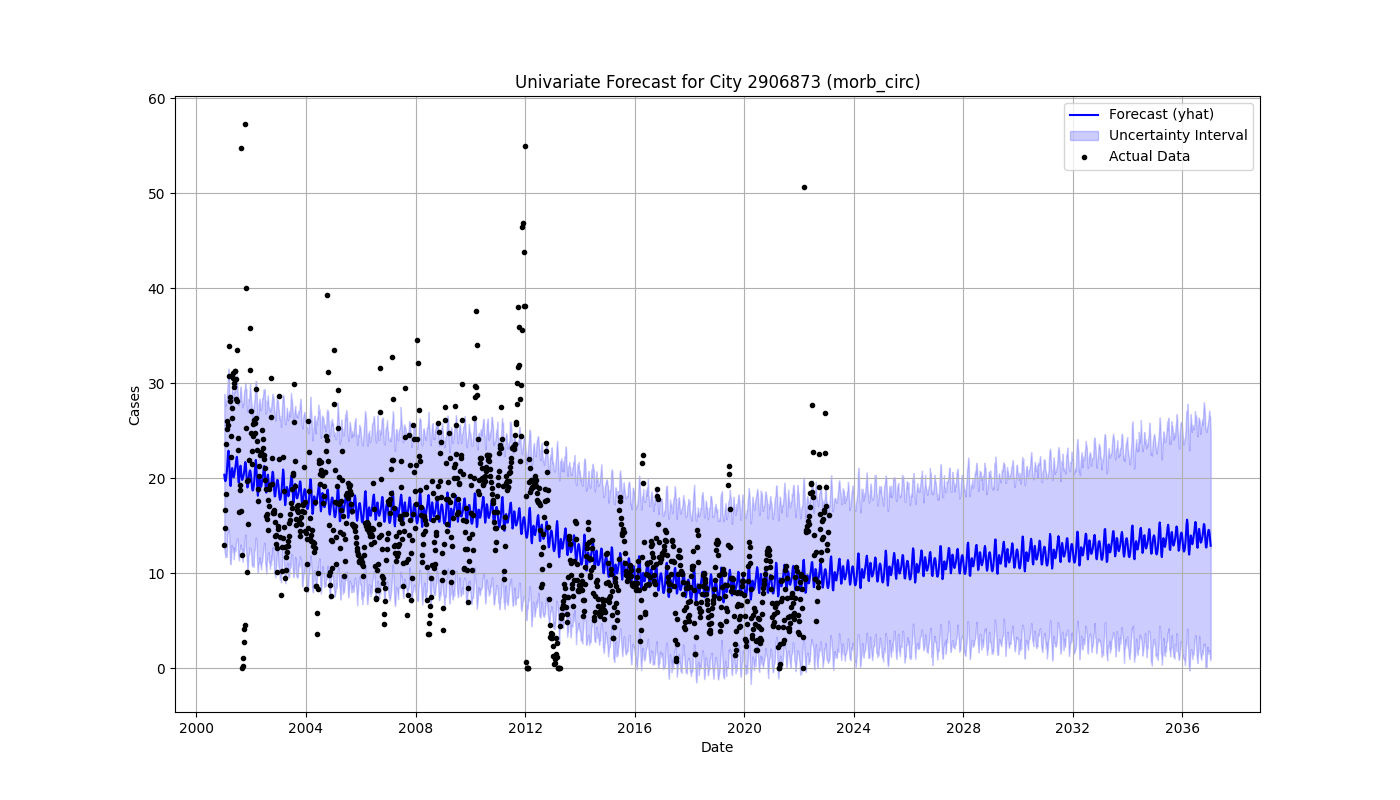 Univariate Forecast for City 2906873 (morb_circ)
Forecast (yhat)
Uncertainty Interval
Actual Data
Cases
60
50
40
30
20
10
0
2000 2004 2008 2012 2016 2020 2024 2028 2032 2036
Date